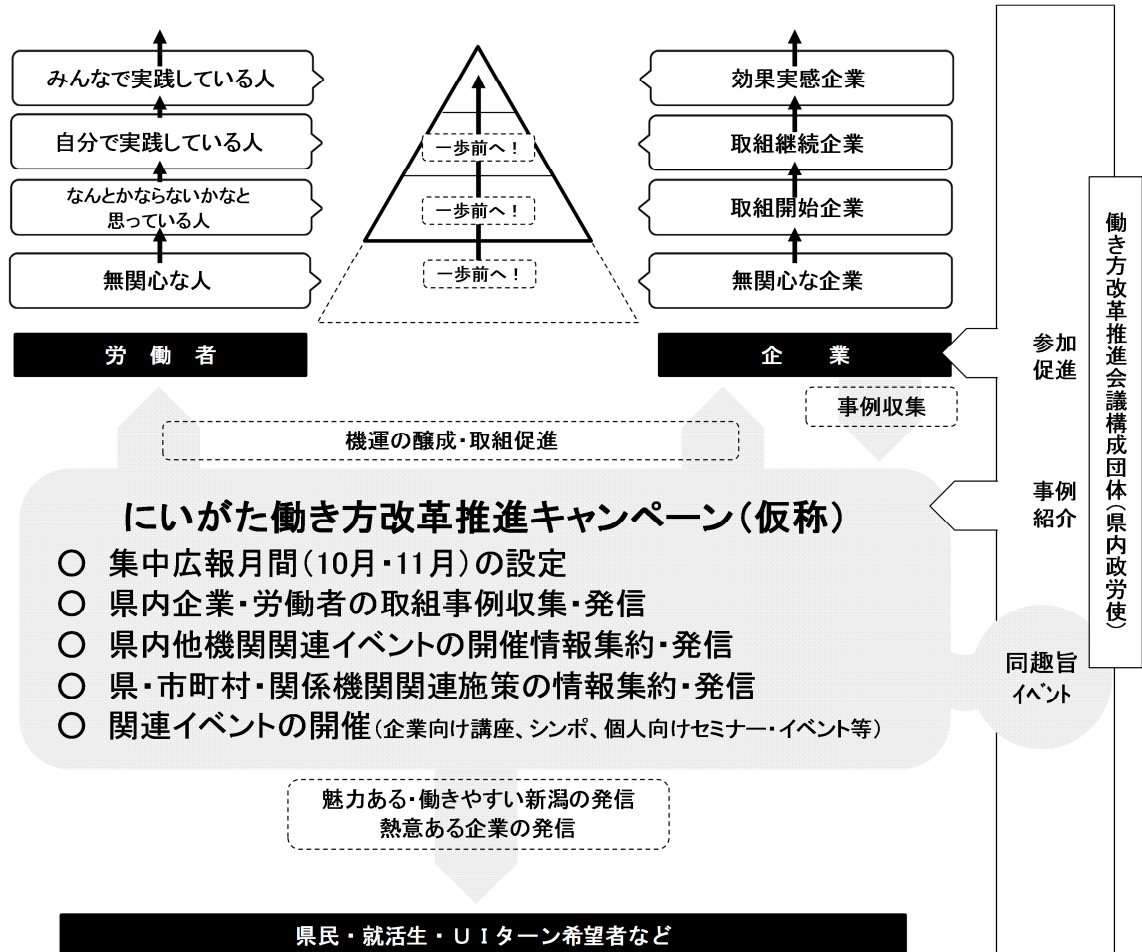 みんなで実践している人
自分で実践している人
なんとかならないかなと
思っている人
無関心な人
労 働 者
一歩前へ！
一歩前へ！
一歩前へ！
効果実感企業
取組継続企業
取組開始企業
無関心な企業
企 業
参加
促進
事例収集
機運の醸成・取組促進
事例
紹介
働き方改革推進会議構成団体（県内政労使）
にいがた働き方改革推進キャンペーン（仮称）
○ 集中広報月間（10月・11月）の設定
○ 県内企業・労働者の取組事例収集・発信
○ 県内他機関関連イベントの開催情報集約・発信
○ 県・市町村・関係機関関連施策の情報集約・発信
○ 関連イベントの開催（企業向け講座、シンポ、個人向けセミナー・イベント等）
同趣旨
イベント
魅力ある・働きやすい新潟の発信
熱意ある企業の発信
県民・就活生・ＵＩターン希望者など